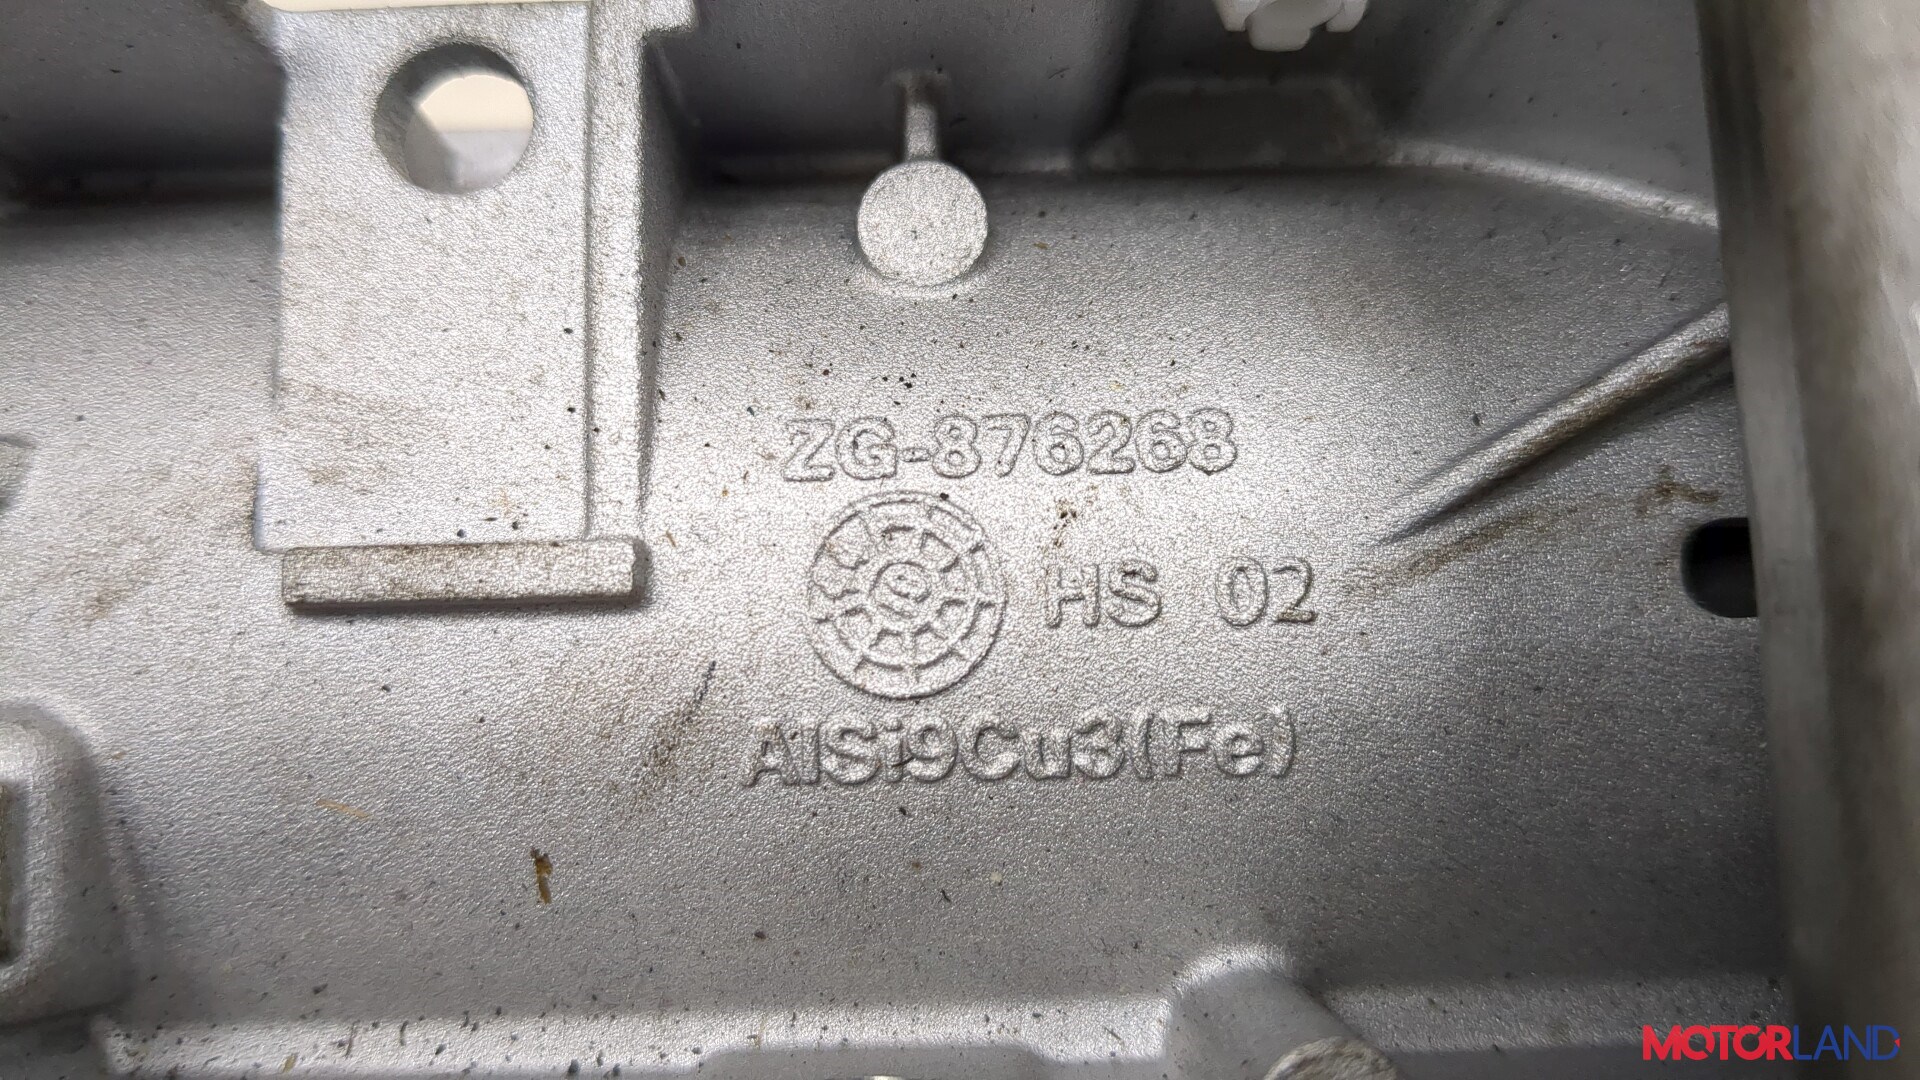 ZG-876268
HS 02
AlSi9Cu3(Fe)
MOTORLAND